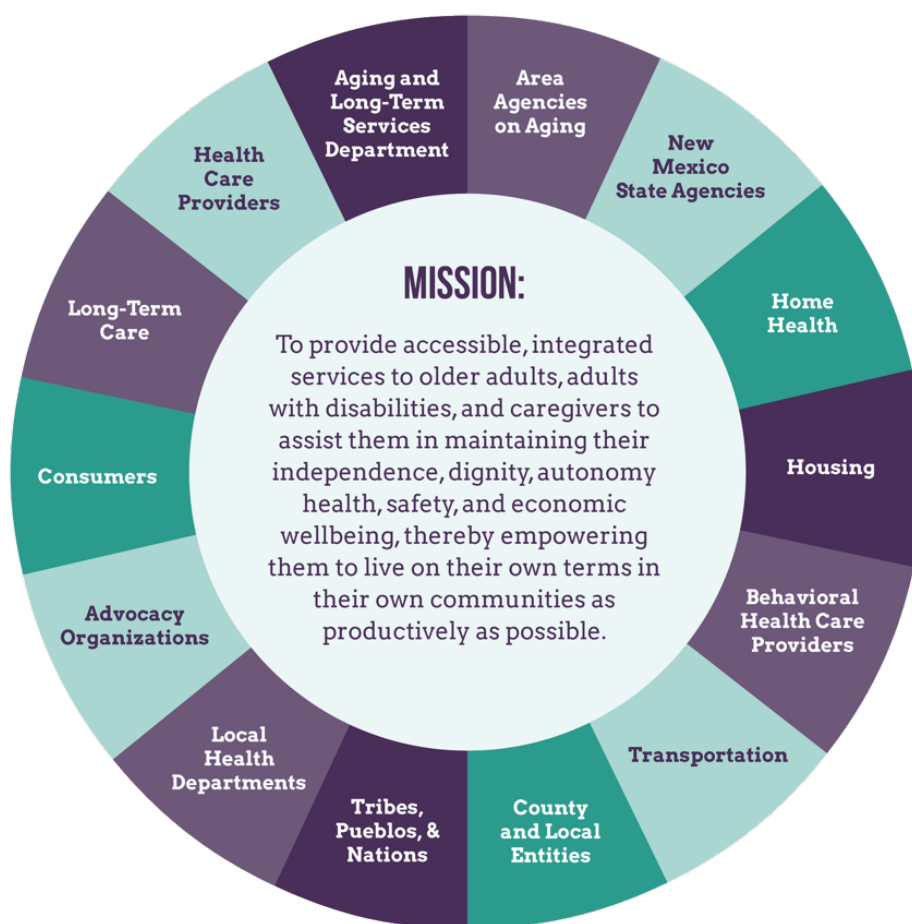 Aging and
Long-Term
Services
Department
Area
Agencies
on Aging
New
Mexico
State Agencies
Home
Health
Housing
Behavioral
Health Care
Providers
Transportation
County
and Local
Entities
Tribes,
Pueblos, &
Nations
Local
Health
Departments
Advocacy
Organizations
Consumers
Long-Term
Care
Health
Care
Providers
MISSION:
To provide accessible, integrated
services to older adults, adults
with disabilities, and caregivers to
assist them in maintaining their
independence, dignity, autonomy
health, safety, and economic
wellbeing, thereby empowering
them to live on their own terms in
their own communities as
productively as possible.